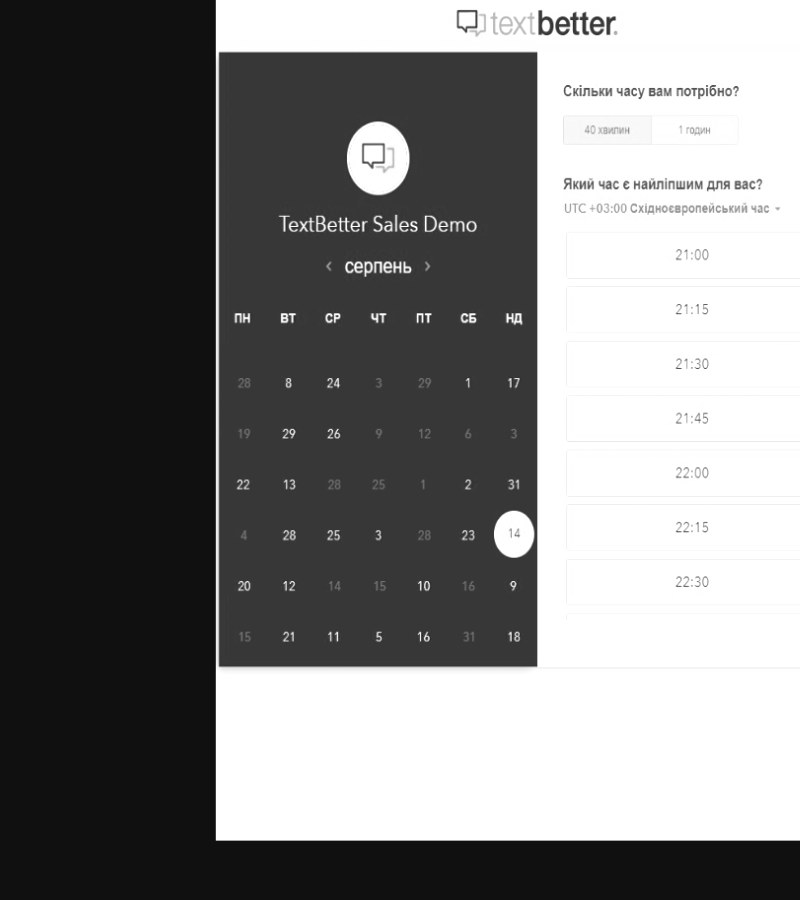 textbetter.
TextBetter Sales Demo
‹ серпень ›
ПН ВТ СР ЧТ ПТ СБ НД
28 8 24 3 29 1 17
19 29 26 9 12 6 3
22 13 28 25 1 2 31
4 28 25 3 28 23 14
20 12 14 15 10 16 9
15 21 11 5 16 31 18
Скільки часу вам потрібно?
40 хвилин 1 годин
Який час є найліпшим для вас?
UTC +03:00 Східноєвропейський час
21:00
21:15
21:30
21:45
22:00
22:15
22:30